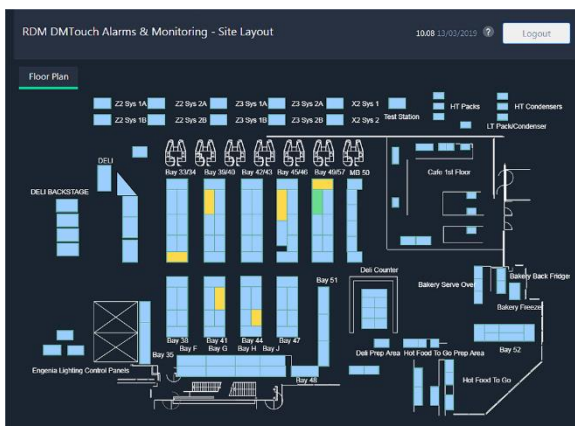 RDM DMTouch Alarms & Monitoring - Site Layout
10.08 13/03/2019 ? Logout
Floor Plan
Z2 Sys 1A Z2 Sys 2A Z3 Sys 1A Z3 Sys 2A X2 Sys 1
Z2 Sys 1B Z2 Sys 2B Z3 Sys 1B Z3 Sys 2B X2 Sys 2
Test Station
HT Packs
HT Condensers
LT Pack/Condenser
DELI
Bay 33/34 Bay 39/40 Bay 42/43 Bay 45/46 Bay 49/57 MB 50
Cafe 1st Floor
DELI BACKSTAGE
Deli Counter
Bakery Serve Over
Bakery Back Fridge
Bay 51
Bakery Freezer
Bay 38 Bay 41 Bay 44 Bay 47
Bay F Bay G Bay H Bay J
Bay 35
Deli Prep Area
Hot Food To Go Prep Area
Bay 52
Engenia Lighting Control Panels
Bay 48
Hot Food To Go